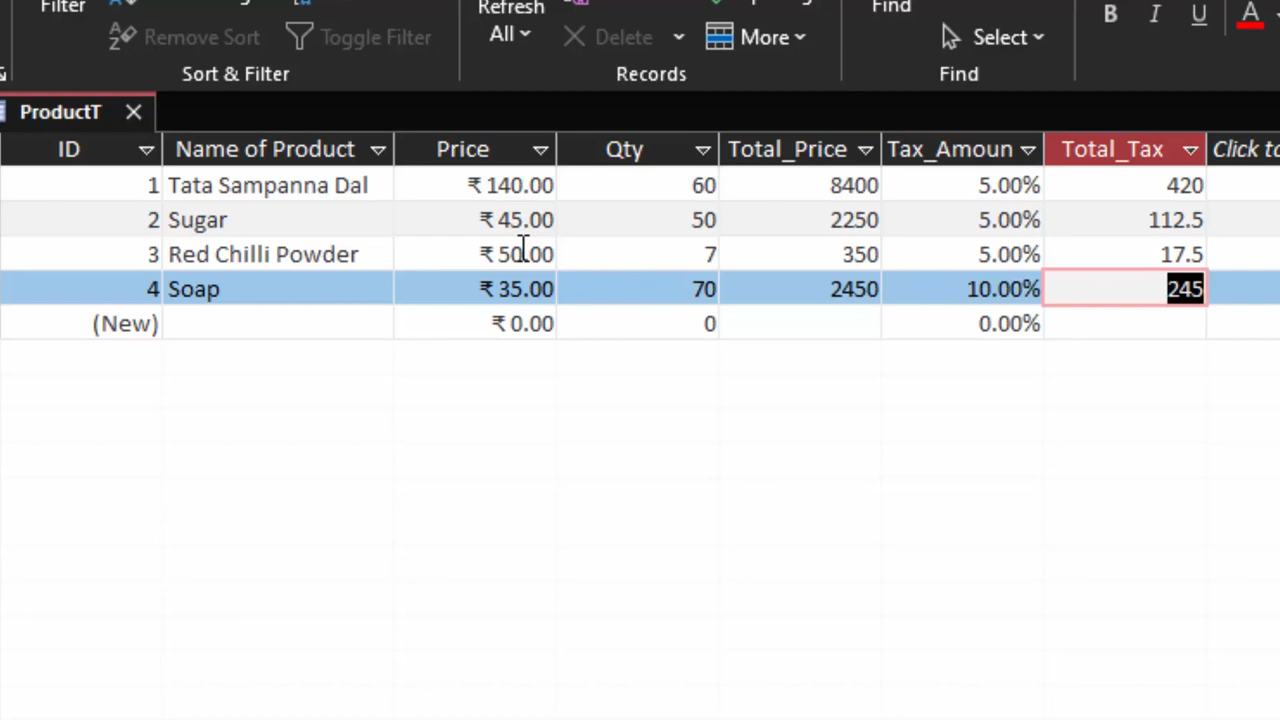 Filter
Refresh
Find
Remove Sort
Toggle Filter
All
Delete
More
Select
B I U A
Sort & Filter
Records
Find
ProductT
ID Name of Product Price Qty Total_Price Tax_Amoun Total_Tax Click to
1 Tata Sampanna Dal ₹ 140.00 60 8400 5.00% 420
2 Sugar ₹ 45.00 50 2250 5.00% 112.5
3 Red Chilli Powder ₹ 50.00 7 350 5.00% 17.5
4 Soap ₹ 35.00 70 2450 10.00% 245
(New) ₹ 0.00 0 0.00%